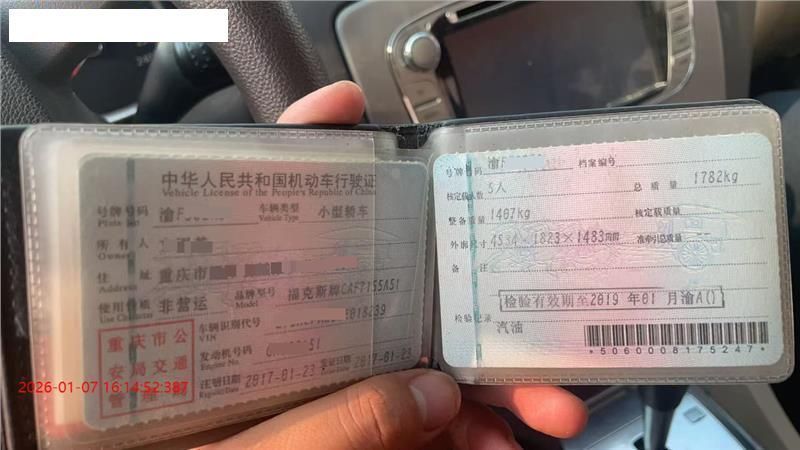 中华人民共和国机动车行驶证
Vehicle License of the People's Republic of China
号牌号码 渝F 车辆类型 小型轿车
Plate No. Vehicle Type
所有人
Owner
住址 重庆市
Address
使用性质 非营运 品牌型号 福克斯牌CAF7155A51
Use Character Model
重庆市公
安局交通
管
车辆识别代号
VIN
发动机号码 51
Engine No.
注册日期 2017-01-23 发证日期 2017-01-23
号牌号码 渝F 档案编号
核定载人数 5人 总质量 1782kg
整备质量 1407kg 核定载质量
外廓尺寸 4534×1823×1483 准牵引总质量 --
备注
检验有效期至2019年01月渝A()
检验记录
汽油
*5060008175247*
2026-01-07 16:14:52:387